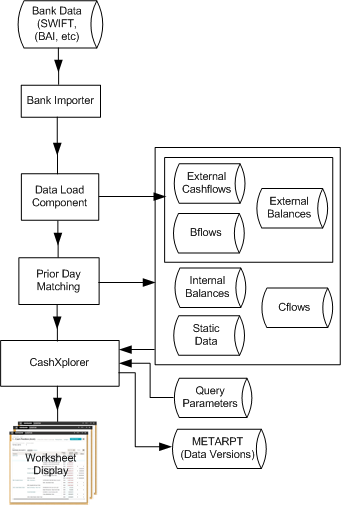 Bank Data
(SWIFT,
(BAI, etc)
Bank Importer
Data Load
Component
External
Cashflows
External
Balances
Bflows
Prior Day
Matching
Internal
Balances
Cflows
Static
Data
CashXplorer
Query
Parameters
METARPT
(Data Versions)
Worksheet
Display